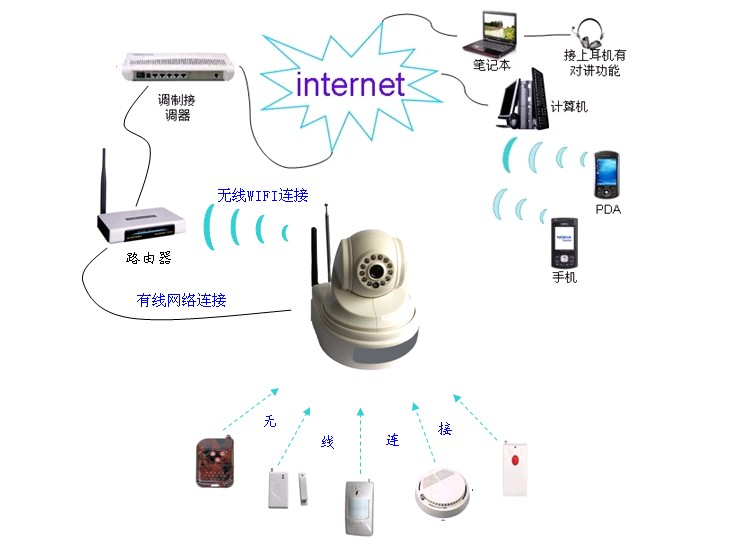 internet
笔记本
接上耳机有
对讲功能
调制接
调器
计算机
无线WIFI连接
PDA
路由器
NOKIA
手机
有线网络连接
无 线 连 接